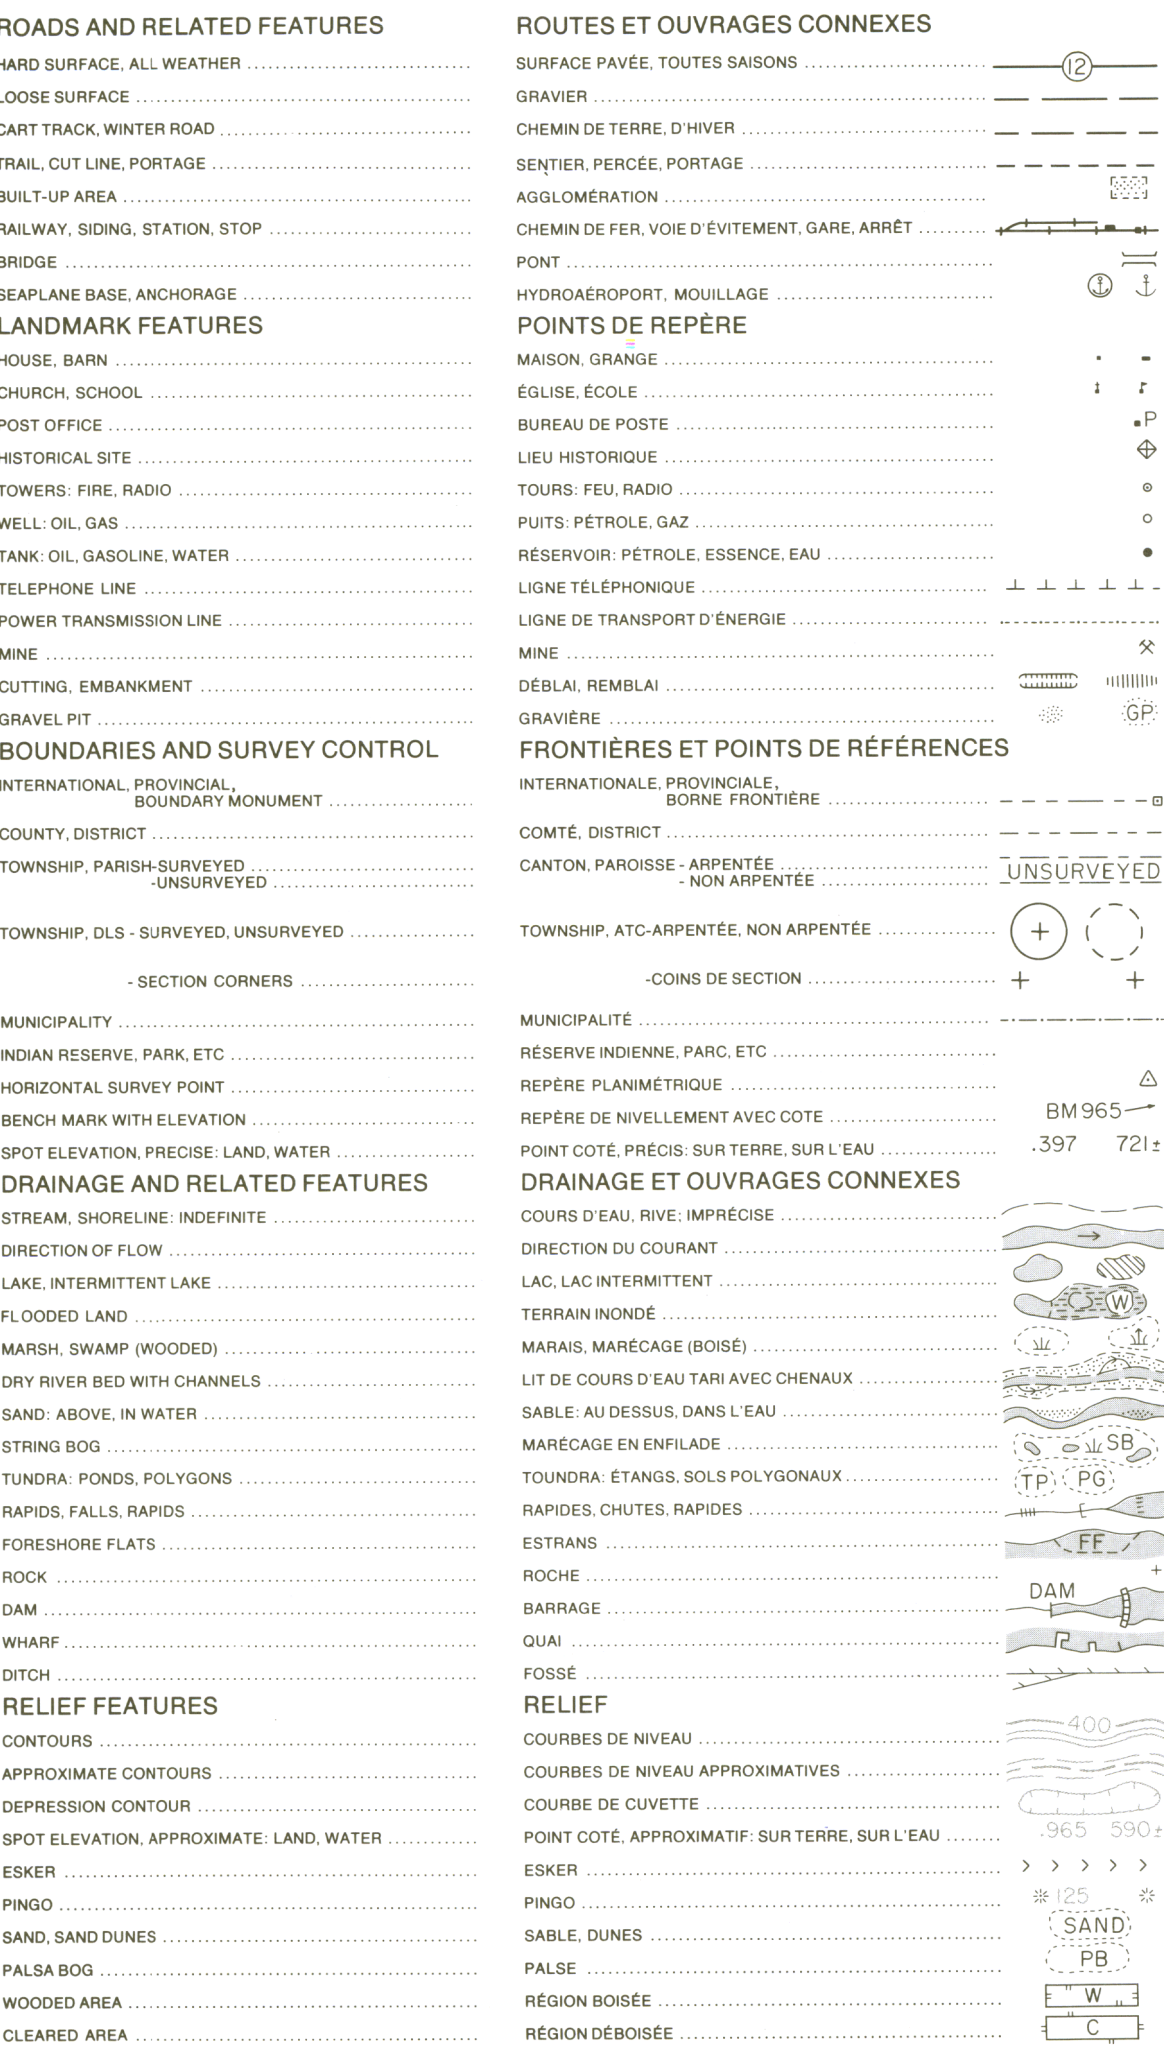 ROADS AND RELATED FEATURES ROUTES ET OUVRAGES CONNEXES
HARD SURFACE, ALL WEATHER SURFACE PAVÉE, TOUTES SAISONS 12
LOOSE SURFACE GRAVIER
CART TRACK, WINTER ROAD CHEMIN DE TERRE, D'HIVER
TRAIL, CUT LINE, PORTAGE SENTIER, PERCÉE, PORTAGE
BUILT-UP AREA AGGLOMÉRATION
RAILWAY, SIDING, STATION, STOP CHEMIN DE FER, VOIE D'ÉVITEMENT, GARE, ARRÊT
BRIDGE PONT
SEAPLANE BASE, ANCHORAGE HYDROAÉROPORT, MOUILLAGE
LANDMARK FEATURES POINTS DE REPÈRE
HOUSE, BARN MAISON, GRANGE
CHURCH, SCHOOL ÉGLISE, ÉCOLE
POST OFFICE BUREAU DE POSTE P
HISTORICAL SITE LIEU HISTORIQUE
TOWERS: FIRE, RADIO TOURS: FEU, RADIO
WELL: OIL, GAS PUITS: PÉTROLE, GAZ
TANK: OIL, GASOLINE, WATER RÉSERVOIR: PÉTROLE, ESSENCE, EAU
TELEPHONE LINE LIGNE TÉLÉPHONIQUE
POWER TRANSMISSION LINE LIGNE DE TRANSPORT D'ÉNERGIE
MINE MINE
CUTTING, EMBANKMENT DÉBLAI, REMBLAI
GRAVEL PIT GRAVIÈRE GP
BOUNDARIES AND SURVEY CONTROL FRONTIÈRES ET POINTS DE RÉFÉRENCES
INTERNATIONAL, PROVINCIAL, INTERNATIONALE, PROVINCIALE,
BOUNDARY MONUMENT BORNE FRONTIÈRE
COUNTY, DISTRICT COMTÉ, DISTRICT
TOWNSHIP, PARISH-SURVEYED CANTON, PAROISSE - ARPENTÉE
-UNSURVEYED - NON ARPENTÉE UNSURVEYED
TOWNSHIP, DLS - SURVEYED, UNSURVEYED TOWNSHIP, ATC-ARPENTÉE, NON ARPENTÉE
- SECTION CORNERS -COINS DE SECTION
MUNICIPALITY MUNICIPALITÉ
INDIAN RESERVE, PARK, ETC RÉSERVE INDIENNE, PARC, ETC
HORIZONTAL SURVEY POINT REPÈRE PLANIMÉTRIQUE
BENCH MARK WITH ELEVATION REPÈRE DE NIVELLEMENT AVEC COTE BM965
SPOT ELEVATION, PRECISE: LAND, WATER POINT COTÉ, PRÉCIS: SUR TERRE, SUR L'EAU .397 721±
DRAINAGE AND RELATED FEATURES DRAINAGE ET OUVRAGES CONNEXES
STREAM, SHORELINE: INDEFINITE COURS D'EAU, RIVE; IMPRÉCISE
DIRECTION OF FLOW DIRECTION DU COURANT
LAKE, INTERMITTENT LAKE LAC, LAC INTERMITTENT
FLOODED LAND TERRAIN INONDÉ W
MARSH, SWAMP (WOODED) MARAIS, MARÉCAGE (BOISÉ)
DRY RIVER BED WITH CHANNELS LIT DE COURS D'EAU TARI AVEC CHENAUX
SAND: ABOVE, IN WATER SABLE: AU DESSUS, DANS L'EAU
STRING BOG MARÉCAGE EN ENFILADE SB
TUNDRA: PONDS, POLYGONS TOUNDRA: ÉTANGS, SOLS POLYGONAUX TP PG
RAPIDS, FALLS, RAPIDS RAPIDES, CHUTES, RAPIDES
FORESHORE FLATS ESTRANS FF
ROCK ROCHE
DAM BARRAGE DAM
WHARF QUAI
DITCH FOSSÉ
RELIEF FEATURES RELIEF
CONTOURS COURBES DE NIVEAU 400
APPROXIMATE CONTOURS COURBES DE NIVEAU APPROXIMATIVES
DEPRESSION CONTOUR COURBE DE CUVETTE
SPOT ELEVATION, APPROXIMATE: LAND, WATER POINT COTÉ, APPROXIMATIF: SUR TERRE, SUR L'EAU .965 590±
ESKER ESKER
PINGO PINGO 125
SAND, SAND DUNES SABLE, DUNES SAND
PALSA BOG PALSE PB
WOODED AREA RÉGION BOISÉE W
CLEARED AREA RÉGION DÉBOISÉE C